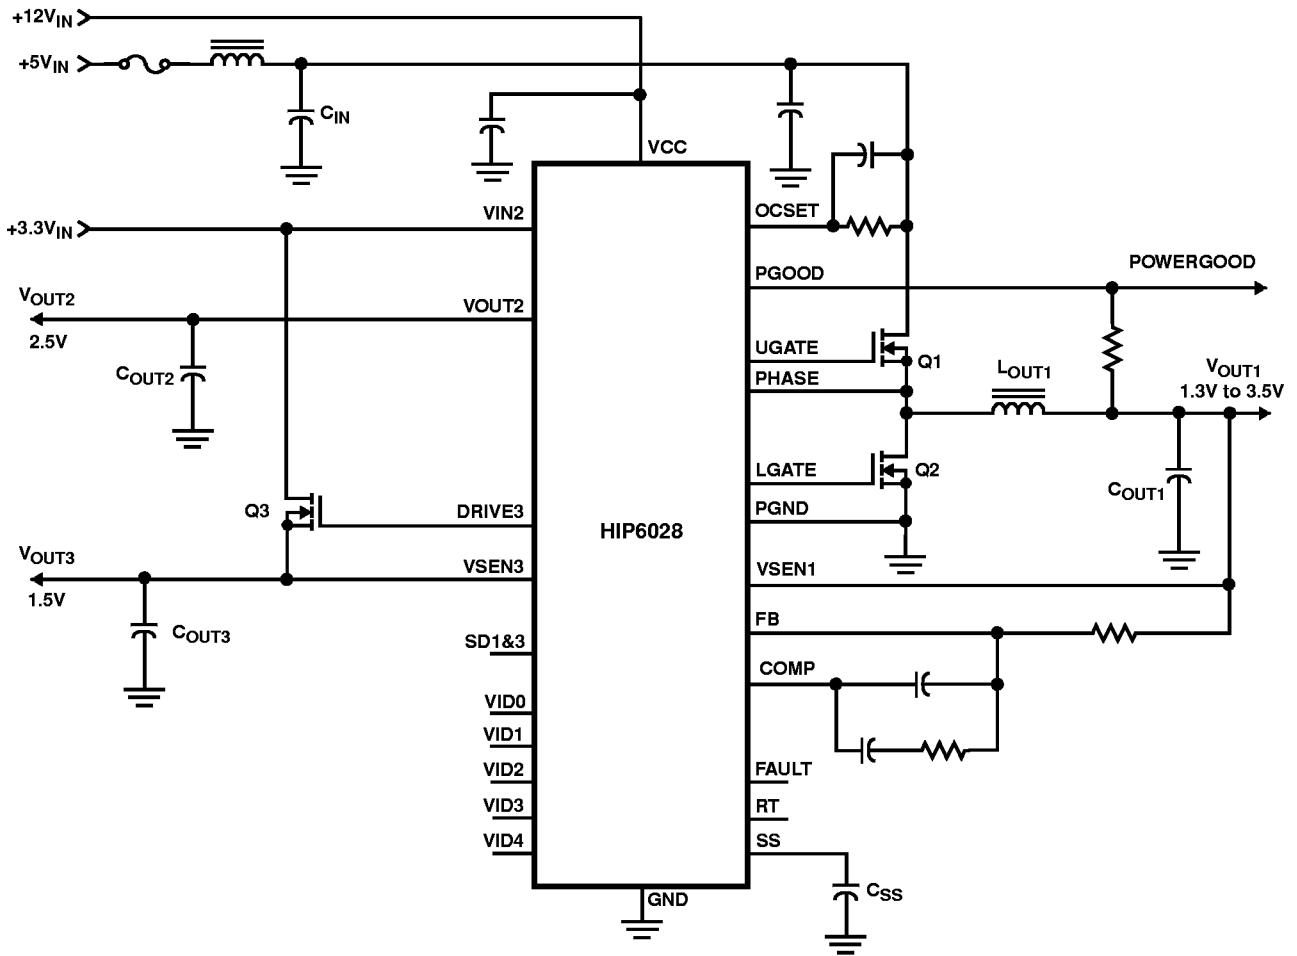 +12VIN
+5VIN
CIN
VCC
+3.3VIN
VIN2
OCSET
PGOOD
POWERGOOD
VOUT2
2.5V
VOUT2
COUT2
UGATE
Q1
PHASE
LOUT1
VOUT1
1.3V to 3.5V
LGATE
Q2
COUT1
PGND
Q3
DRIVE3
HIP6028
VOUT3
1.5V
VSEN3
VSEN1
COUT3
FB
SD1&3
COMP
VID0
VID1
VID2
FAULT
VID3
RT
VID4
SS
CSS
GND